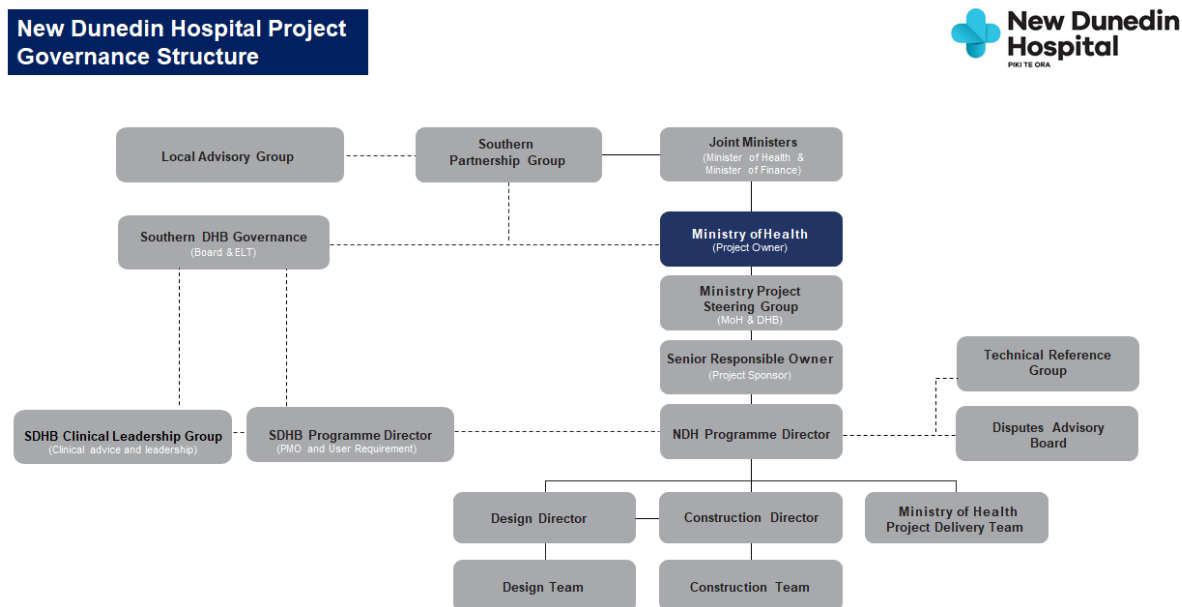 New Dunedin Hospital Project
Governance Structure
New Dunedin
Hospital
PIKI TE ORA
Local Advisory Group
Southern
Partnership Group
Joint Ministers
(Minister of Health &
Minister of Finance)
Southern DHB Governance
(Board & ELT)
Ministry of Health
(Project Owner)
Ministry Project
Steering Group
(MoH & DHB)
Senior Responsible Owner
(Project Sponsor)
Technical Reference
Group
SDHB Clinical Leadership Group
(Clinical advice and leadership)
SDHB Programme Director
(PMO and User Requirement)
NDH Programme Director
Disputes Advisory
Board
Design Director
Construction Director
Ministry of Health
Project Delivery Team
Design Team
Construction Team